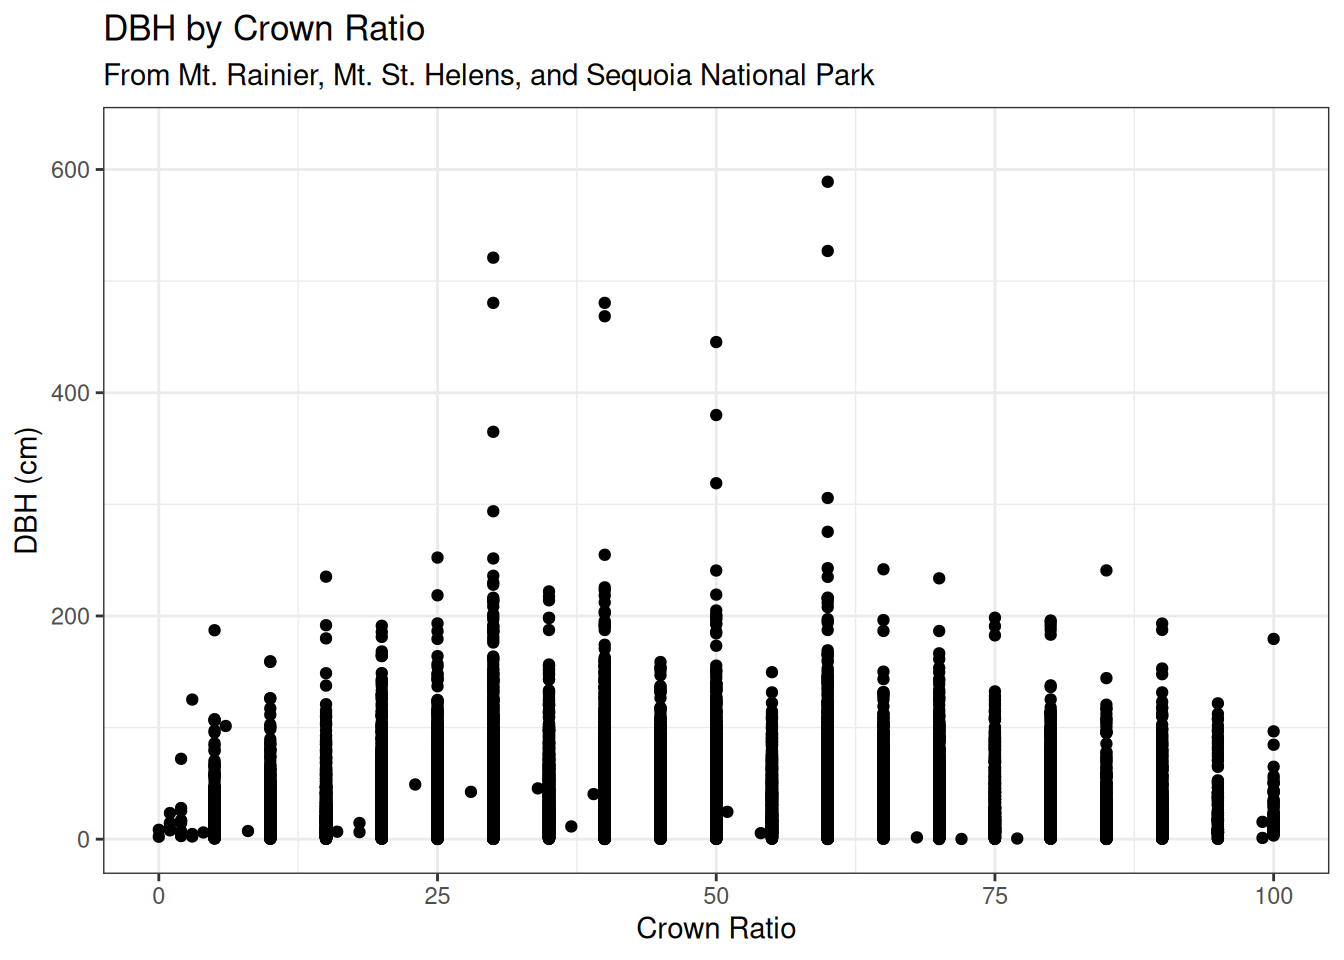 DBH by Crown Ratio
From Mt. Rainier, Mt. St. Helens, and Sequoia National Park
600
400
200
0
DBH (cm)
0 25 50 75 100
Crown Ratio